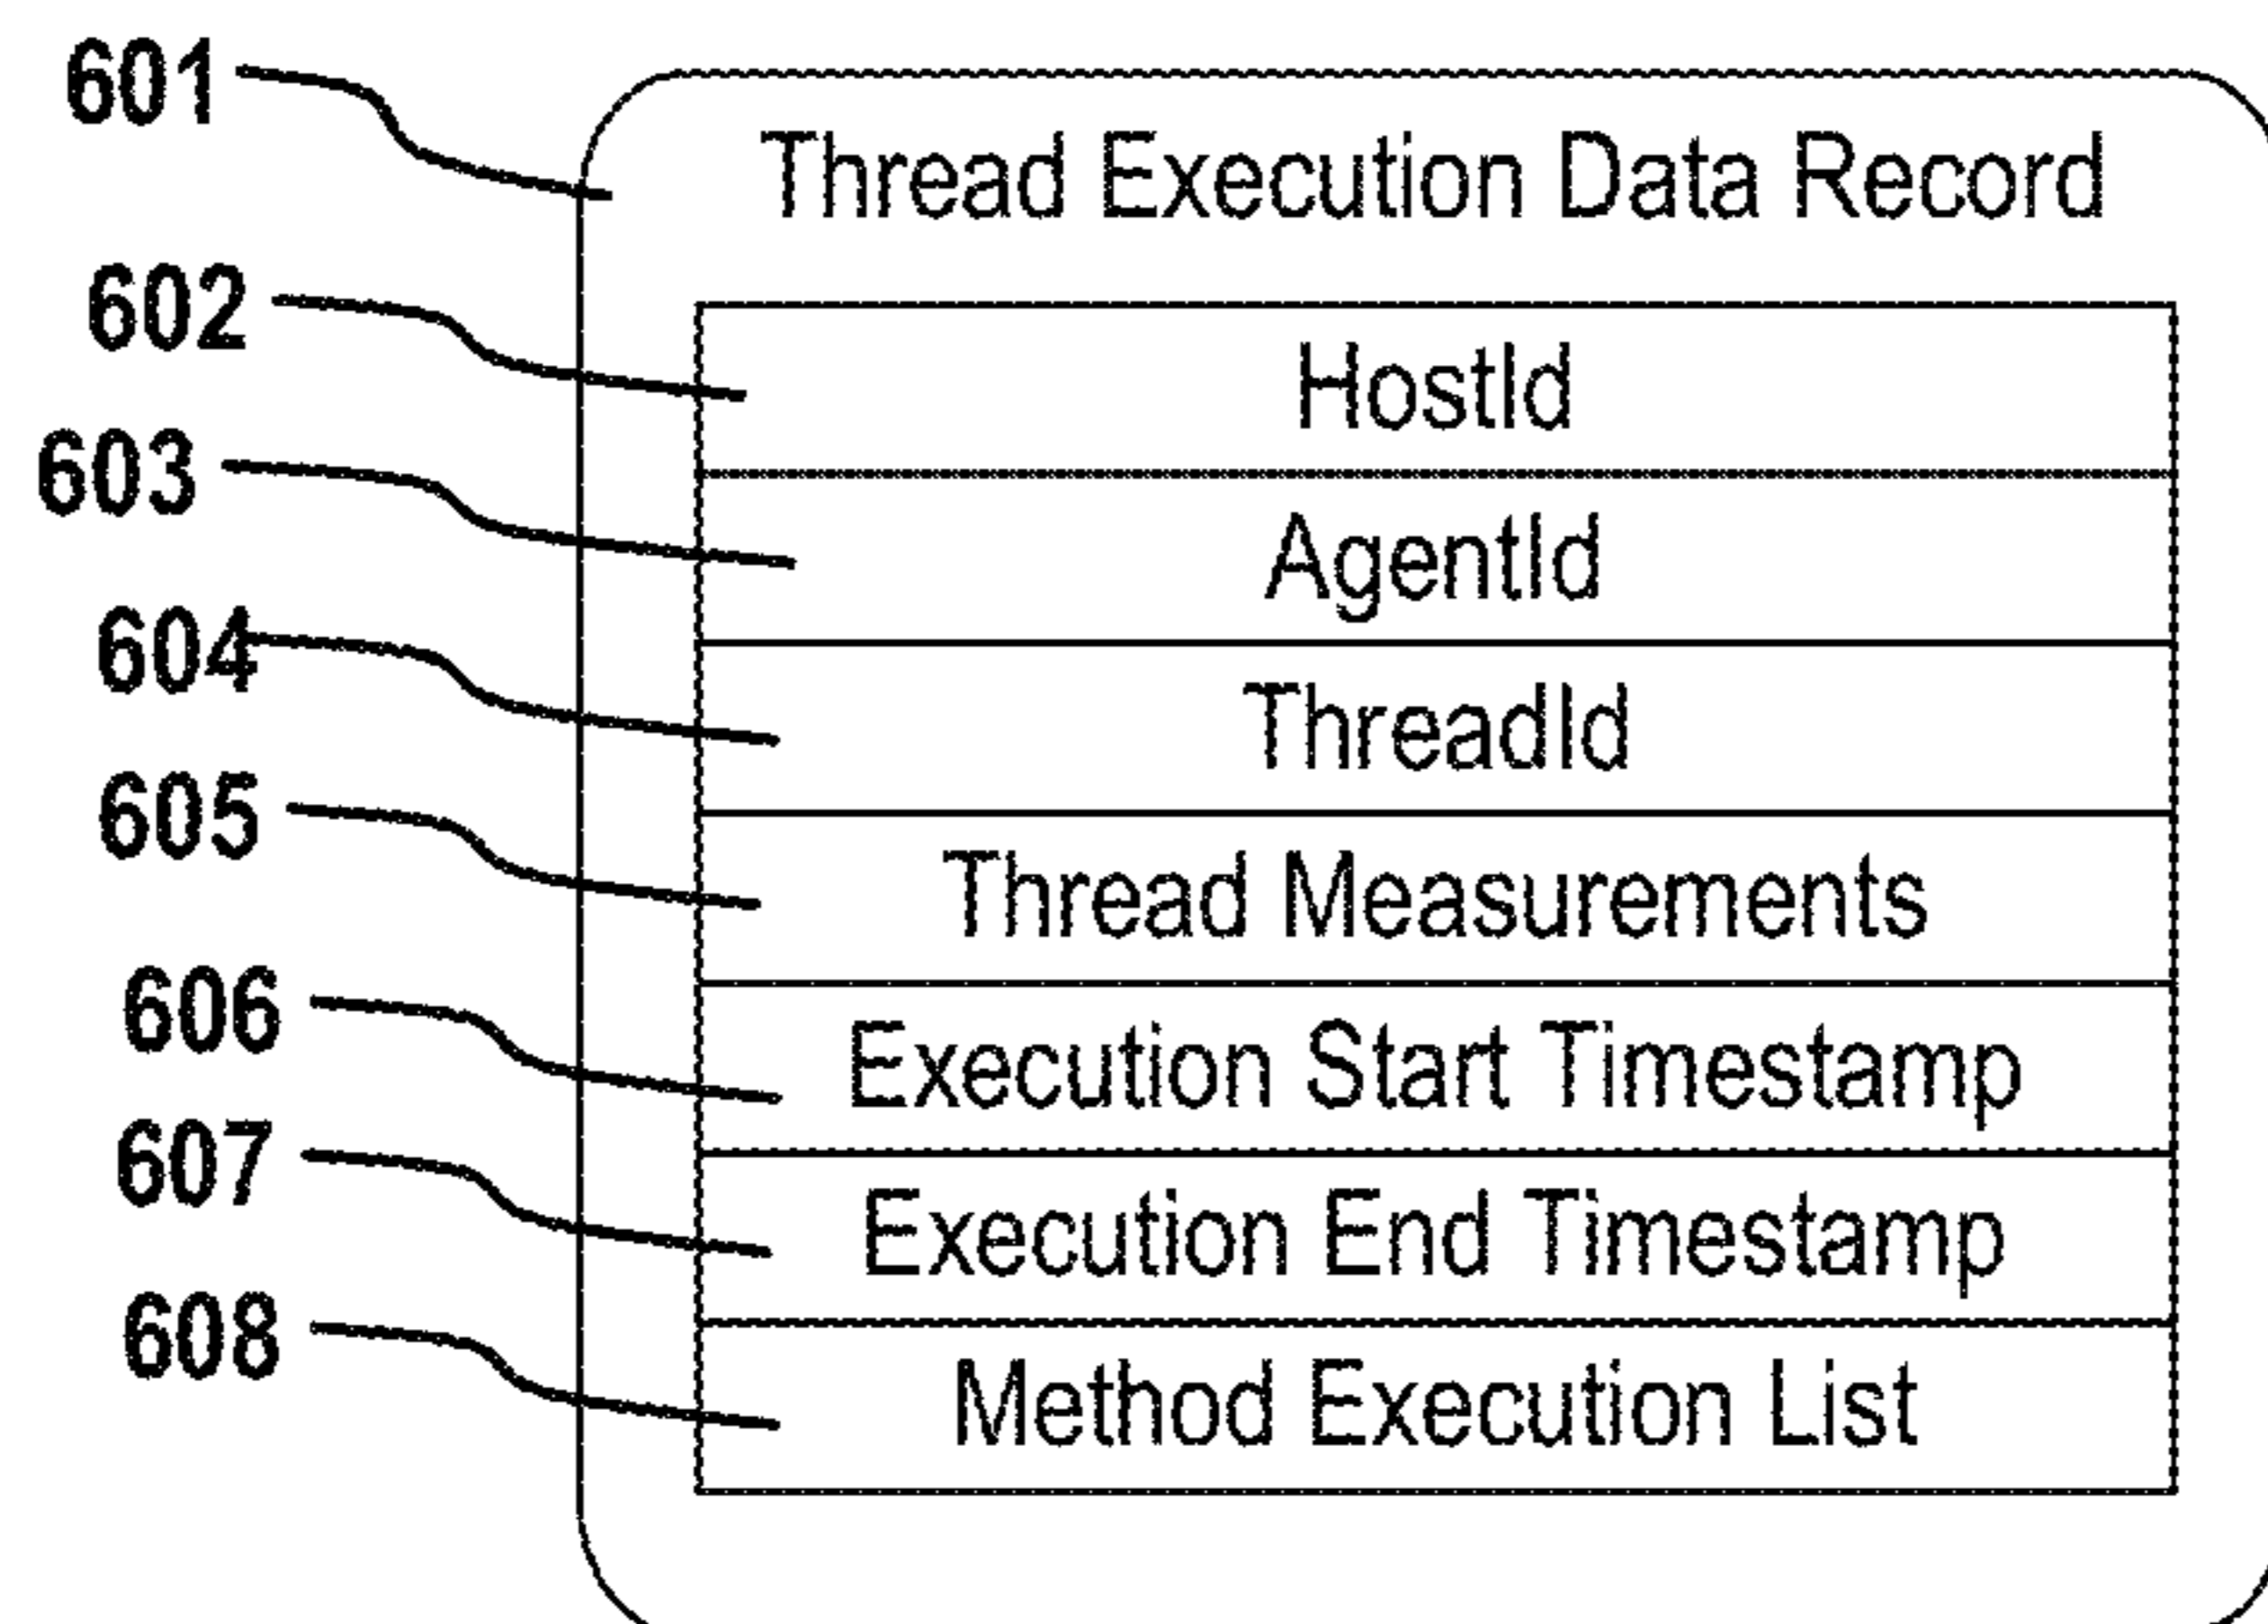 601
Thread Execution Data Record
602
HostId
603
AgentId
604
ThreadId
605
Thread Measurements
606
Execution Start Timestamp
607
Execution End Timestamp
608
Method Execution List